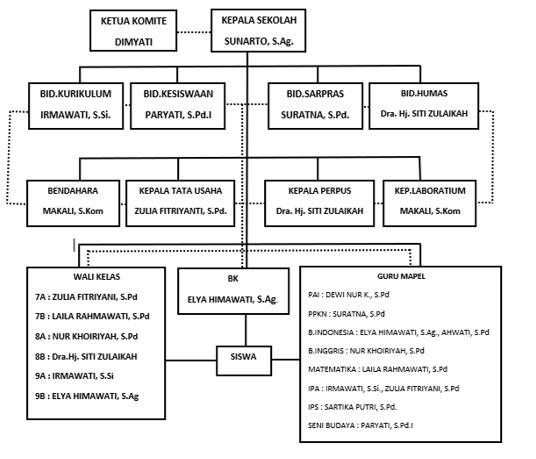 KETUA KOMITE
DIMYATI
KEPALA SEKOLAH
SUNARTO, S.Ag.
BID.KURIKULUM
IRMAWATI, S.Si.
BID.KESISWAAN
PARYATI, S.Pd.I
BID.SARPRAS
SURATNA, S.Pd.
BID.HUMAS
Dra. Hj. SITI ZULAIKAH
BENDAHARA
MAKALI, S.Kom
KEPALA TATA USAHA
ZULIA FITRIYANTI, S.Pd.
KEPALA PERPUS
Dra. Hj. SITI ZULAIKAH
KEP.LABORATIUM
MAKALI, S.Kom
WALI KELAS
7A : ZULIA FITRIYANI, S.Pd
7B : LAILA RAHMAWATI, S.Pd
8A : NUR KHOIRIYAH, S.Pd
8B : Dra.Hj. SITI ZULAIKAH
9A : IRMAWATI, S.Si
9B : ELYA HIMAWATI, S.Ag
BK
ELYA HIMAWATI, S.Ag.
SISWA
GURU MAPEL
PAI : DEWI NUR K., S.Pd
PPKN : SURATNA, S.Pd
B.INDONESIA : ELYA HIMAWATI, S.Ag., AHWATI, S.Pd
B.INGGRIS : NUR KHOIRIYAH, S.Pd
MATEMATIKA : LAILA RAHMAWATI, S.Pd
IPA : IRMAWATI, S.Si., ZULIA FITRIYANI, S.Pd
IPS : SARTIKA PUTRI, S.Pd.
SENI BUDAYA : PARYATI, S.Pd.I